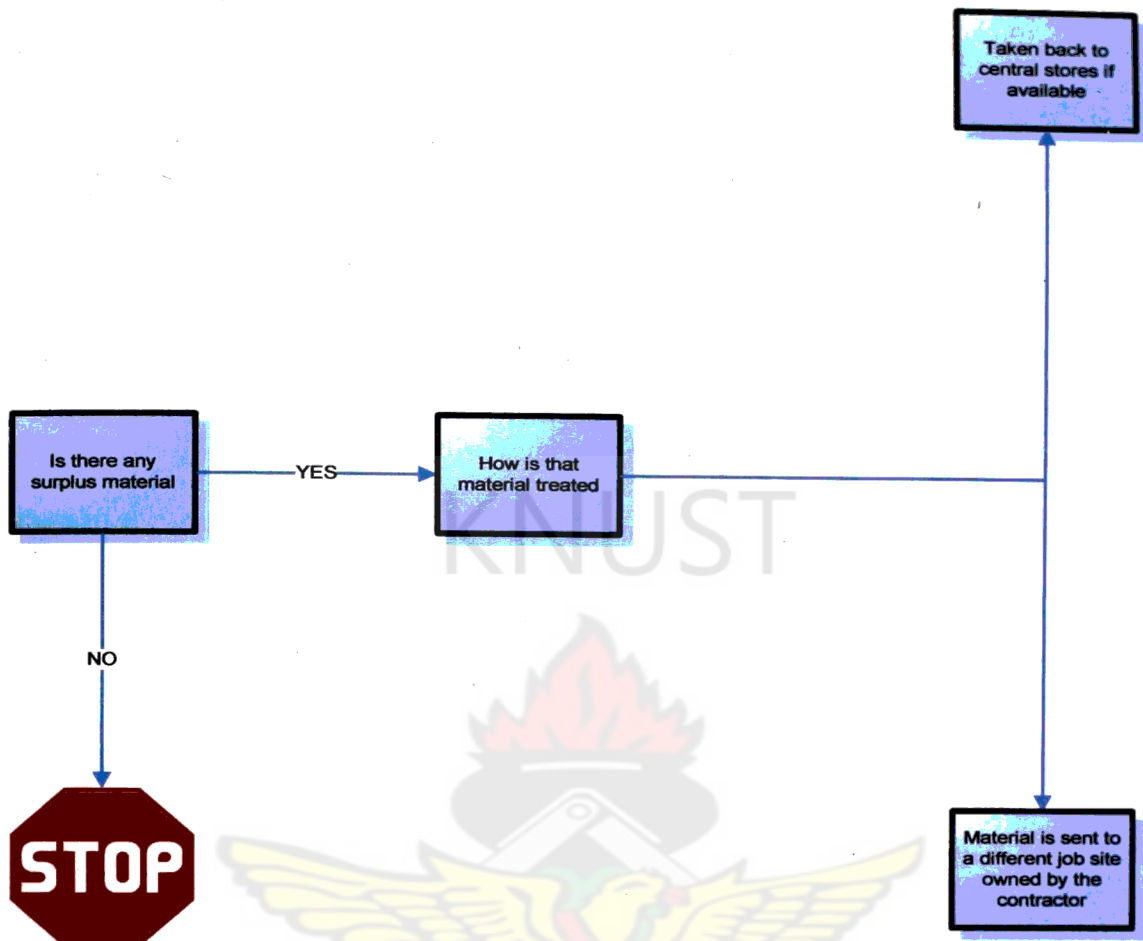 Taken back to
central stores if
available
Is there any
surplus material
YES
How is that
material treated
KNUST
NO
STOP
Material is sent to
a different job site
owned by the
contractor